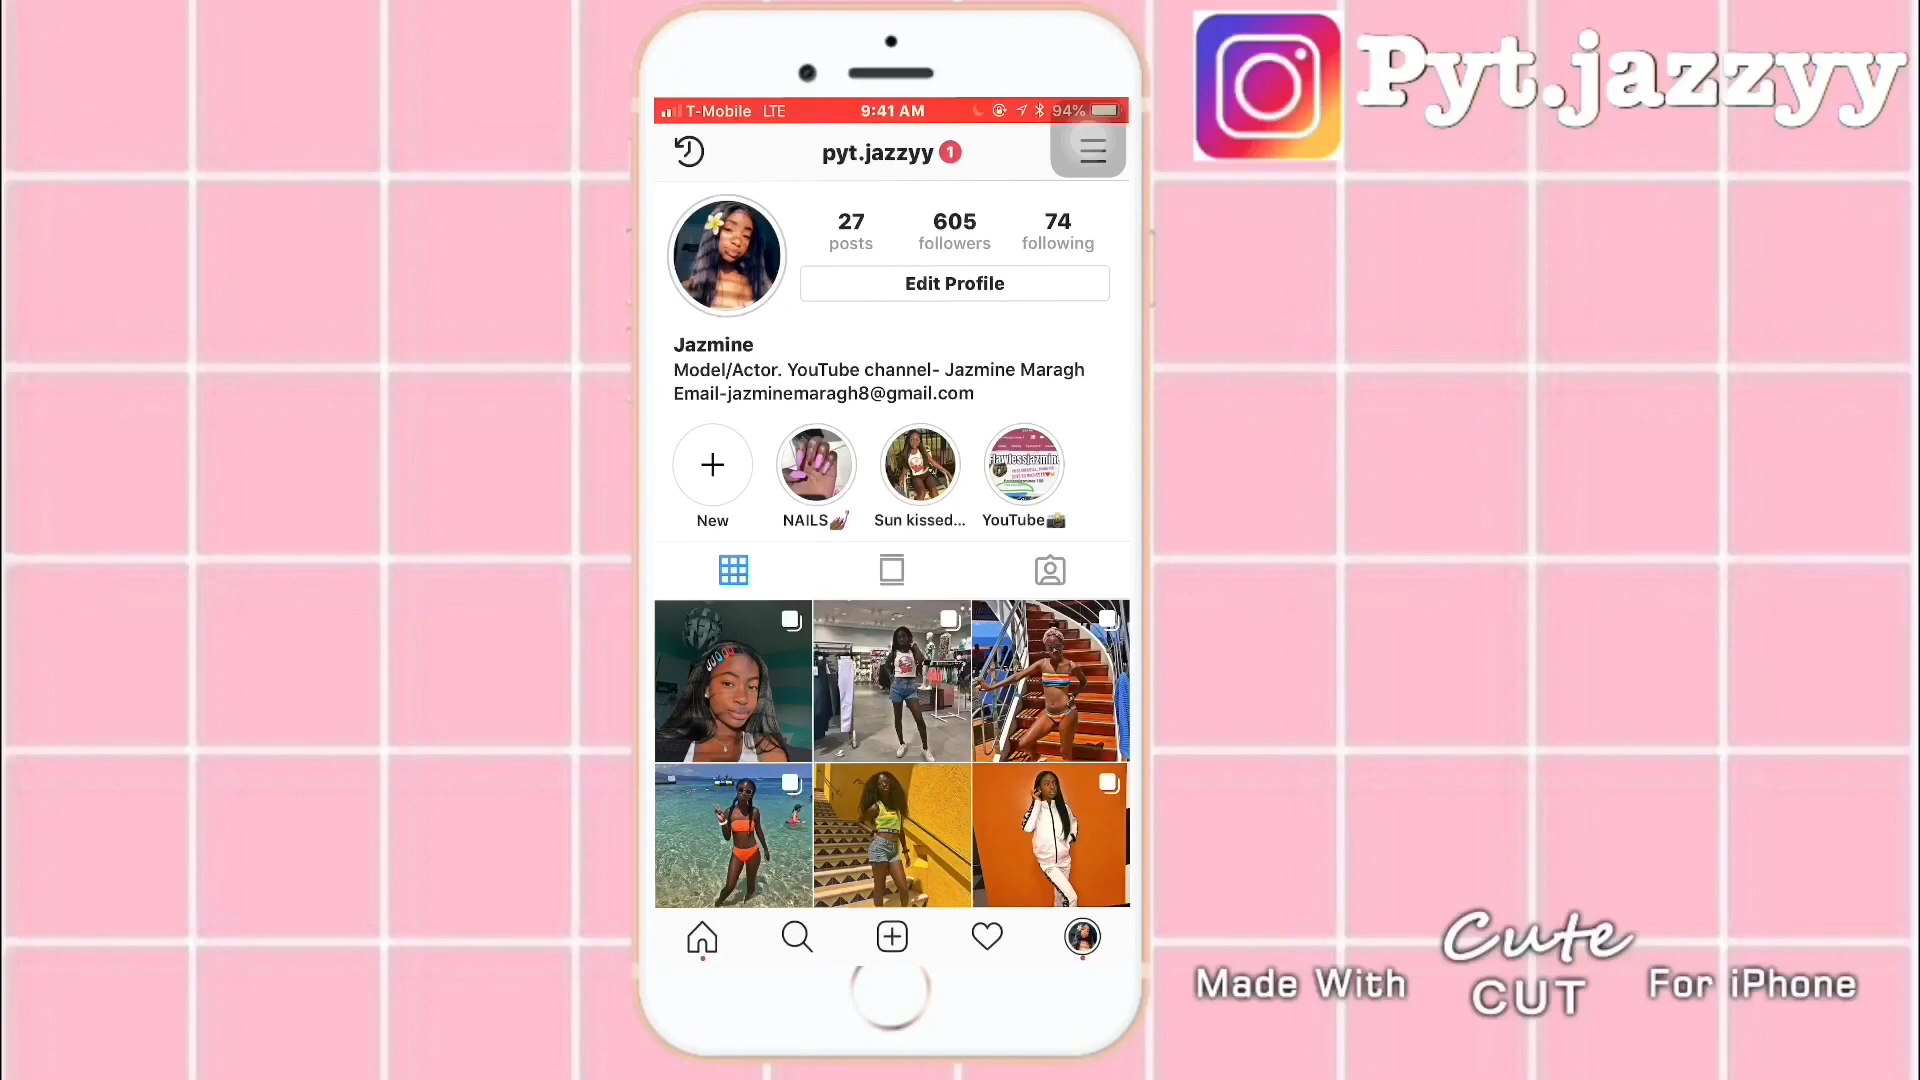 Pyt.jazzyy
T-Mobile LTE 9:41 AM 94%
pyt.jazzyy 1
27 605 74
posts followers following
Edit Profile
Jazmine
Model/Actor. YouTube channel- Jazmine Maragh
Email-jazminemaragh8@gmail.com
flawlessjazmine
New NAILS💅🏿 Sun kissed... YouTube📸
Cute
Made With CUT For iPhone